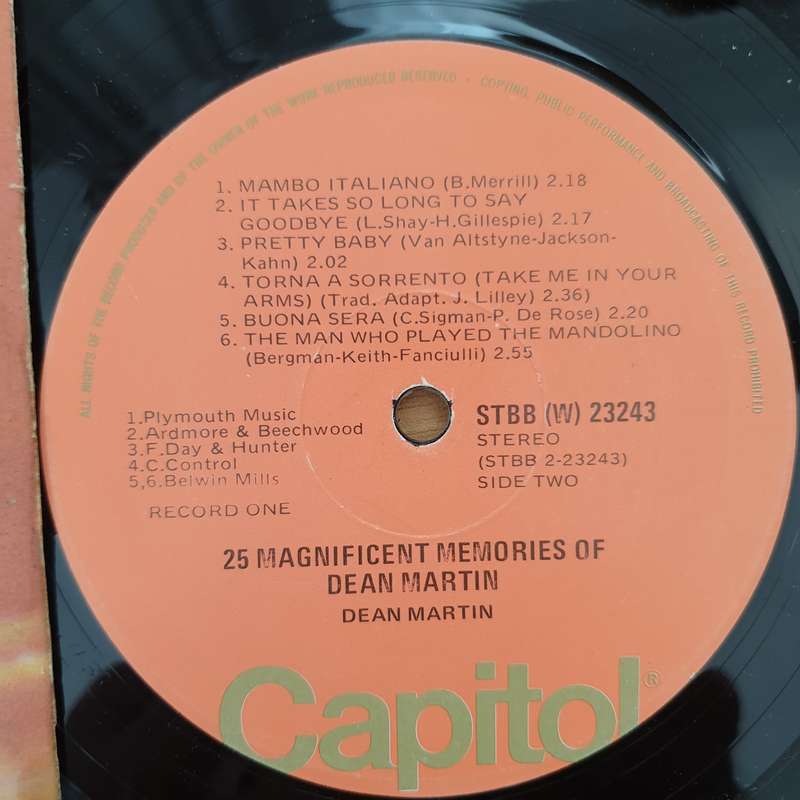 ALL RIGHTS OF THE RECORD PRODUCER AND OF THE OWNER OF THE WORK REPRODUCED RESERVED • COPYING, PUBLIC PERFORMANCE AND BROADCASTING OF THIS RECORD PROHIBITED
1. MAMBO ITALIANO (B.Merrill) 2.18
2. IT TAKES SO LONG TO SAY
GOODBYE (L.Shay-H.Gillespie) 2.17
3. PRETTY BABY (Van Altstyne-Jackson-
Kahn) 2.02
4. TORNA A SORRENTO (TAKE ME IN YOUR
ARMS) (Trad. Adapt. J. Lilley) 2.36)
5. BUONA SERA (C.Sigman-P. De Rose) 2.20
6. THE MAN WHO PLAYED THE MANDOLINO
(Bergman-Keith-Fanciulli) 2.55
1.Plymouth Music
2.Ardmore & Beechwood
3.F.Day & Hunter
4.C.Control
5,6.Belwin Mills
RECORD ONE
STBB (W) 23243
STEREO
(STBB 2-23243)
SIDE TWO
25 MAGNIFICENT MEMORIES OF
DEAN MARTIN
DEAN MARTIN
Capitol®